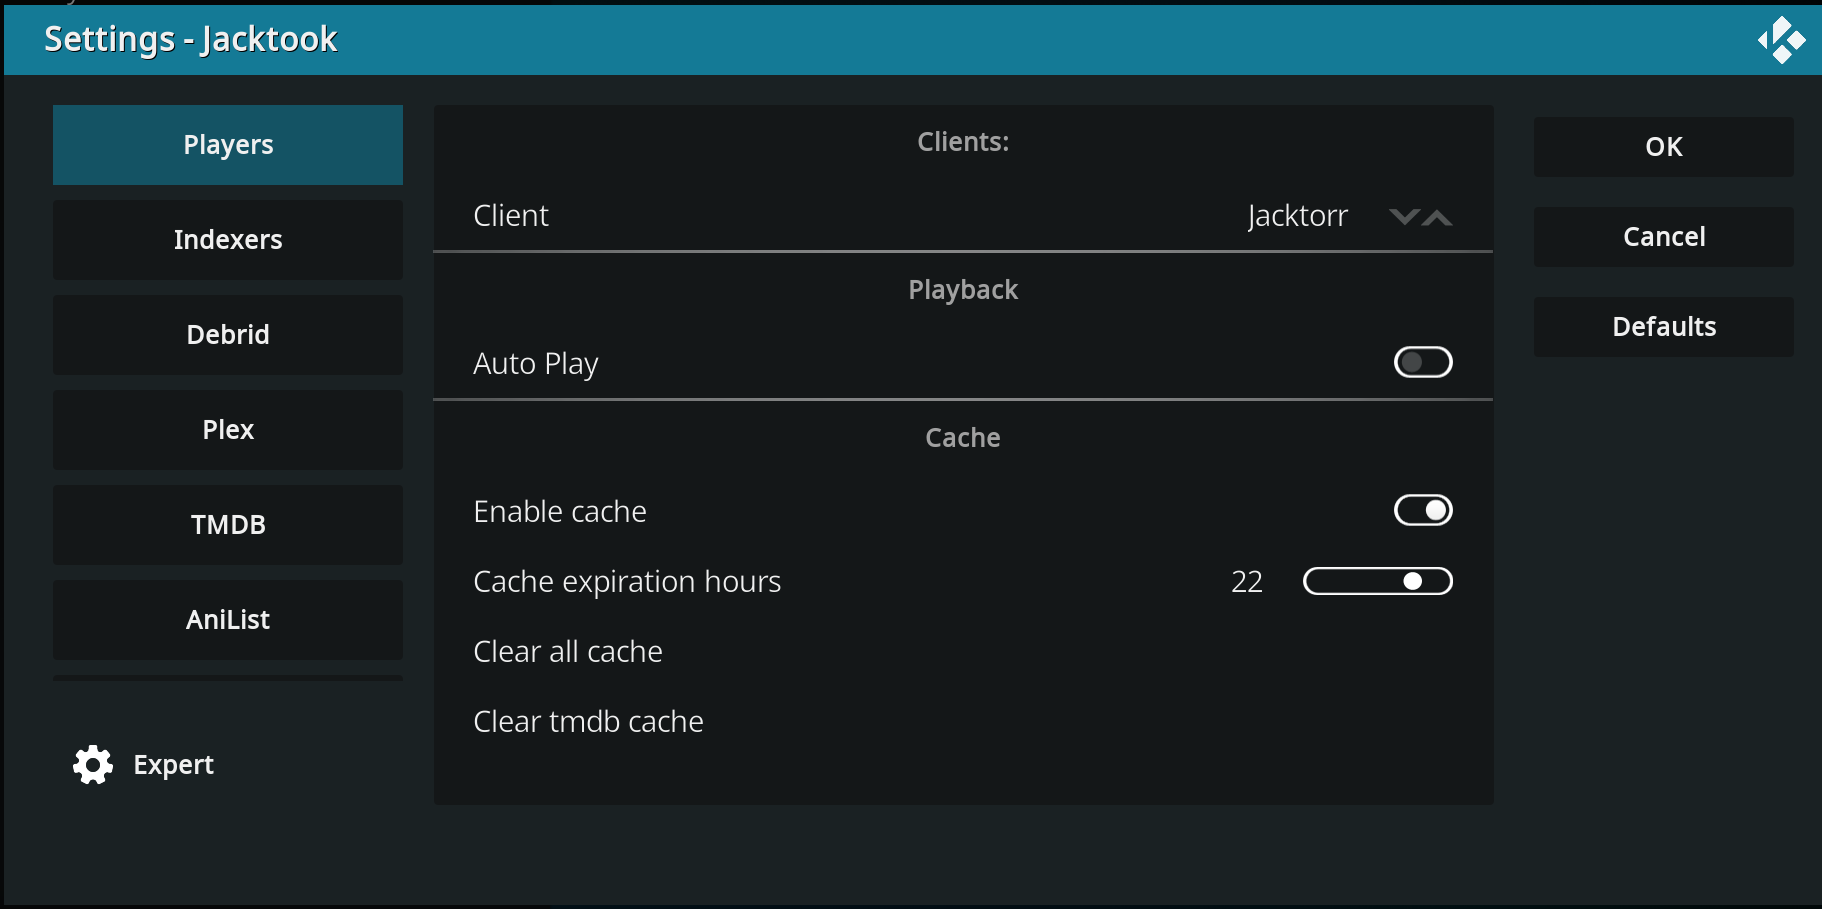 Settings - Jacktook
Players
Indexers
Debrid
Plex
TMDB
AniList
Expert
Clients:
Client Jacktorr
Playback
Auto Play
Cache
Enable cache
Cache expiration hours 22
Clear all cache
Clear tmdb cache
OK
Cancel
Defaults